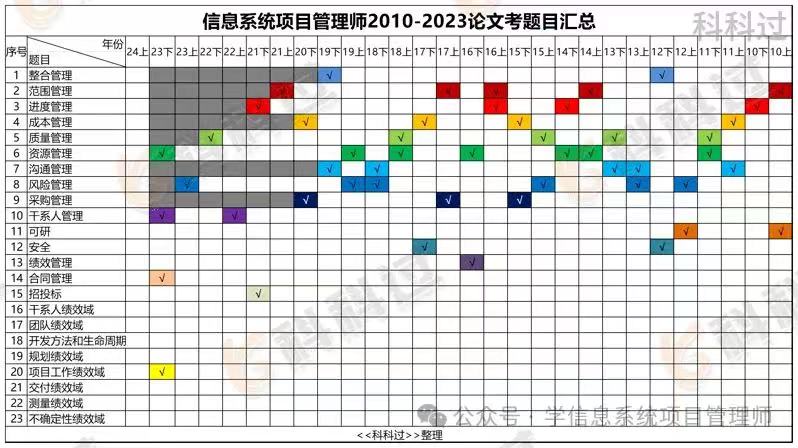 信息系统项目管理师2010-2023论文考题目汇总
科科过
序号 年份 题目 24上 23下 23上 22下 22上 21下 21上 20下 19下 19上 18下 18上 17下 17上 16下 16上 15下 15上 14下 14上 13下 13上 12下 12上 11下 11上 10下 10上
1 整合管理 √ √
2 范围管理 √ √ √ √ √
3 进度管理 √ √ √ √
4 成本管理 √ √ √ √
5 质量管理 √ √ √ √ √
6 资源管理 √ √ √ √ √ √ √
7 沟通管理 √ √ √ √ √
8 风险管理 √ √ √ √ √ √
9 采购管理 √ √ √
10 干系人管理 √ √
11 可研 √ √
12 安全 √ √
13 绩效管理 √
14 合同管理 √
15 招投标 √
16 干系人绩效域
17 团队绩效域
18 开发方法和生命周期
19 规划绩效域
20 项目工作绩效域 √
21 交付绩效域
22 测量绩效域
23 不确定性绩效域
公众号·学信息系统项目管理师
<<科科过>>整理